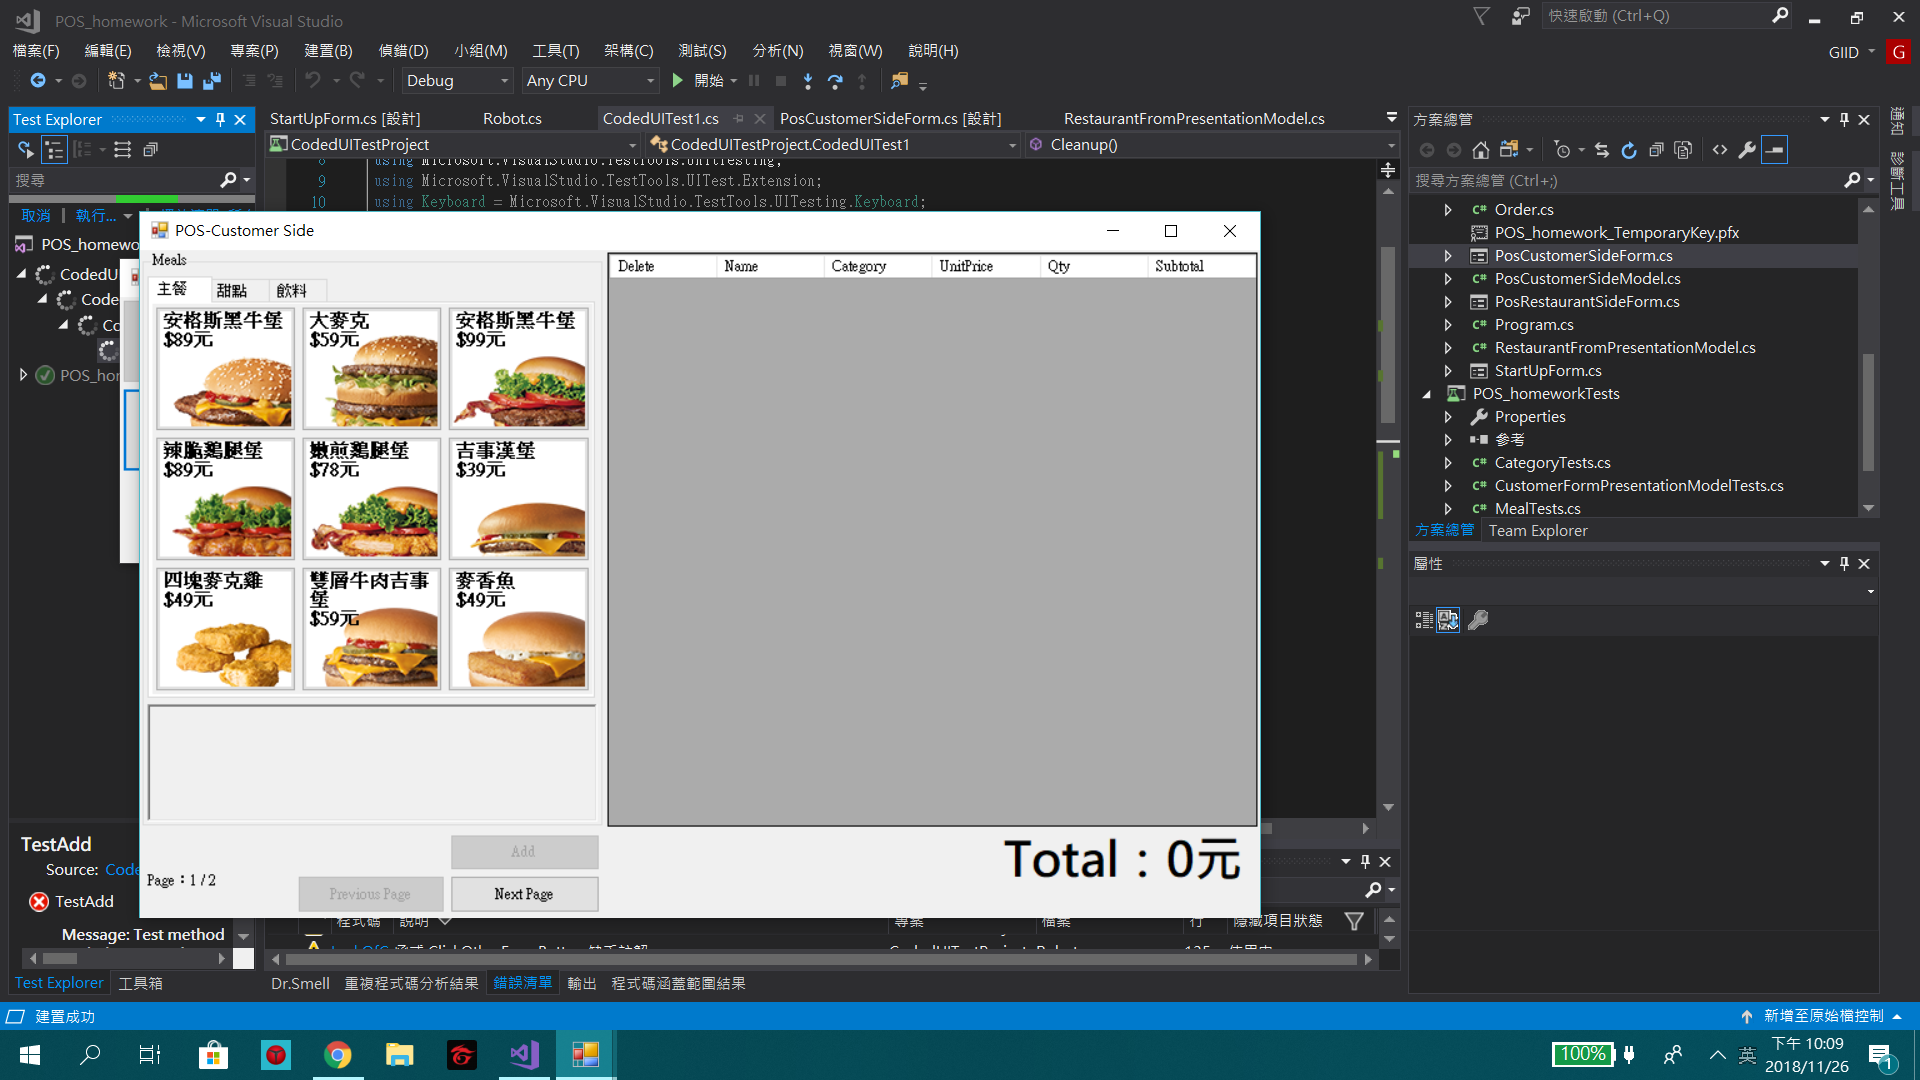 POS_homework - Microsoft Visual Studio
快速啟動 (Ctrl+Q)
檔案(F) 編輯(E) 檢視(V) 專案(P) 建置(B) 偵錯(D) 小組(M) 工具(T) 架構(C) 測試(S) 分析(N) 視窗(W) 說明(H)
GIID G
Debug Any CPU 開始
Test Explorer
StartUpForm.cs [設計] Robot.cs CodedUITest1.cs PosCustomerSideForm.cs [設計] RestaurantFromPresentationModel.cs
方案總管
通知
診斷工具
CodedUITestProject CodedUITestProject.CodedUITest1 Cleanup()
搜尋
搜尋方案總管 (Ctrl+;)
8 using Microsoft.VisualStudio.TestTools.UnitTesting;
9 using Microsoft.VisualStudio.TestTools.UITest.Extension;
10 using Keyboard = Microsoft.VisualStudio.TestTools.UITesting.Keyboard;
取消 執行...
POS_homewo
CodedU
Code
Co
POS_hor
POS-Customer Side
Meals
主餐 甜點 飲料
Delete Name Category UnitPrice Qty Subtotal
安格斯黑牛堡
$89元
大麥克
$59元
安格斯黑牛堡
$99元
辣脆雞腿堡
$89元
嫩煎雞腿堡
$78元
吉事漢堡
$39元
四塊麥克雞
$49元
雙層牛肉吉事
堡
$59元
麥香魚
$49元
Add
Page：1 / 2
Previous Page Next Page
Total：0元
Order.cs
POS_homework_TemporaryKey.pfx
PosCustomerSideForm.cs
PosCustomerSideModel.cs
PosRestaurantSideForm.cs
Program.cs
RestaurantFromPresentationModel.cs
StartUpForm.cs
POS_homeworkTests
Properties
參考
CategoryTests.cs
CustomerFormPresentationModelTests.cs
MealTests.cs
方案總管 Team Explorer
屬性
TestAdd
Source: Code
TestAdd
Message: Test method
程式碼 說明 專案 檔案 行 隱藏項目狀態
Test Explorer 工具箱
Dr.Smell 重複程式碼分析結果 錯誤清單 輸出 程式碼涵蓋範圍結果
建置成功
新增至原始檔控制
100%
英
下午 10:09
2018/11/26
1